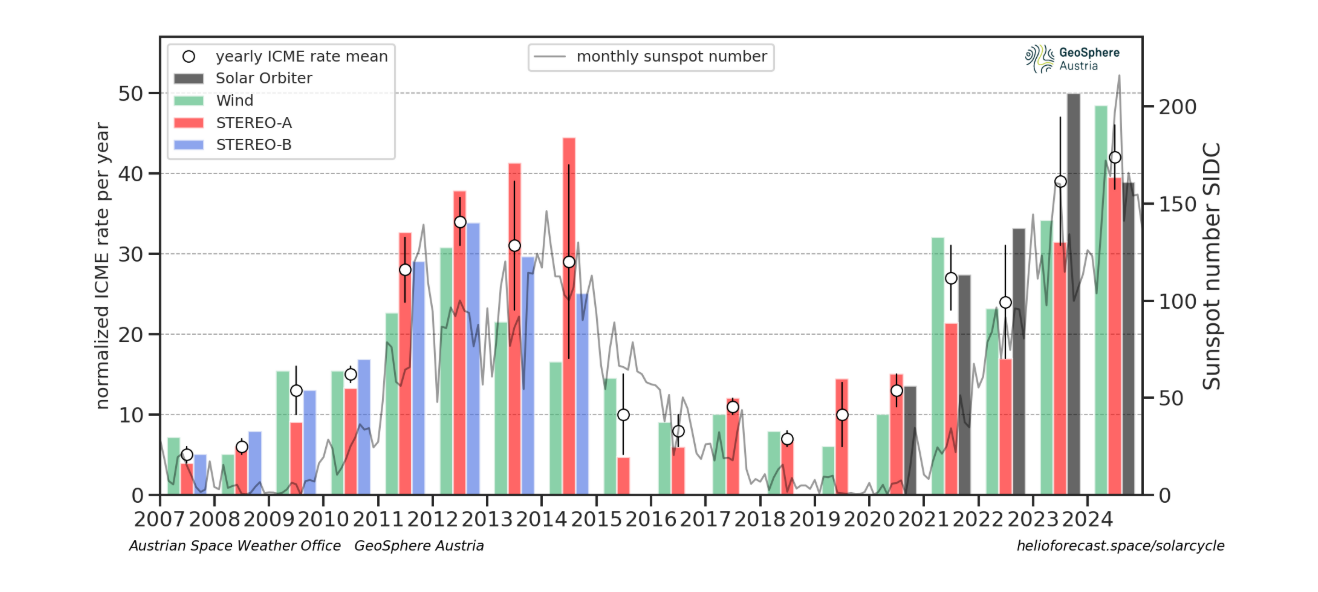 yearly ICME rate mean
Solar Orbiter
Wind
STEREO-A
STEREO-B
monthly sunspot number
GeoSphere
Austria
normalized ICME rate per year
50
40
30
20
10
0
Sunspot number SIDC
200
150
100
50
0
2007 2008 2009 2010 2011 2012 2013 2014 2015 2016 2017 2018 2019 2020 2021 2022 2023 2024
Austrian Space Weather Office GeoSphere Austria
helioforecast.space/solarcycle